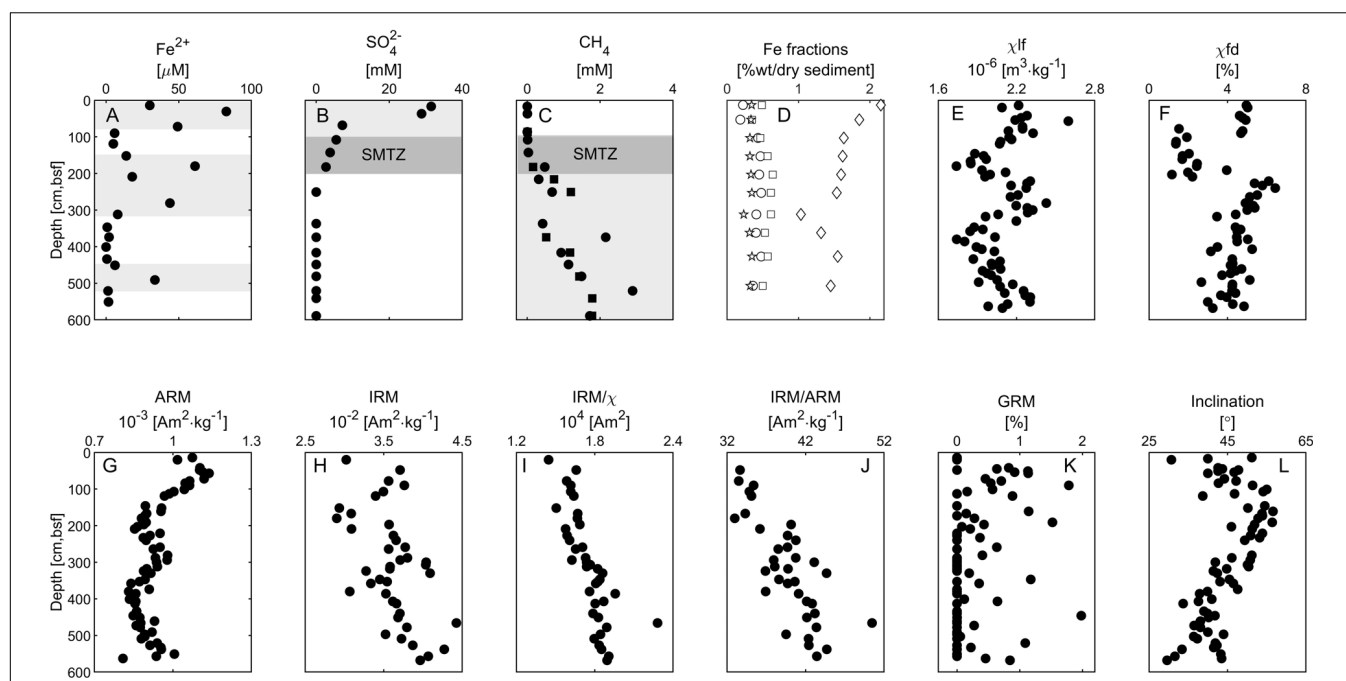 Fe²⁺ SO₄²⁻ CH₄ Fe fractions χlf χfd
[μM] [mM] [mM] [%wt/dry sediment] 10⁻⁶ [m³·kg⁻¹] [%]
0 50 100 0 20 40 0 2 4 0 1 2 1.6 2.2 2.8 0 4 8
A B C D E F
SMTZ SMTZ
Depth [cm,bsf]
0
100
200
300
400
500
600
ARM IRM IRM/χ IRM/ARM GRM Inclination
10⁻³ [Am²·kg⁻¹] 10⁻² [Am²·kg⁻¹] 10⁴ [Am²] [Am²·kg⁻¹] [%] [°]
0.7 1 1.3 2.5 3.5 4.5 1.2 1.8 2.4 32 42 52 0 1 2 25 45 65
G H I J K L
Depth [cm,bsf]
0
100
200
300
400
500
600